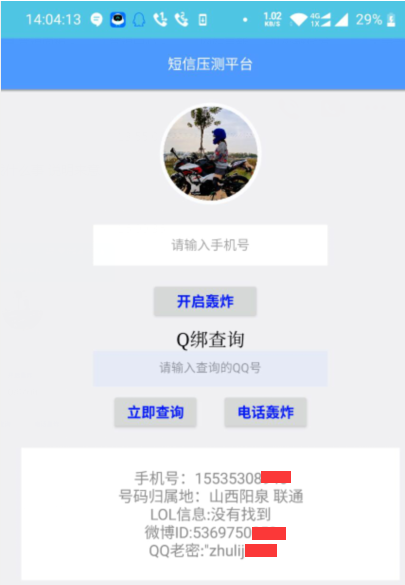 14:04:13 1.02 KB/S 4G 1X 29%
短信压测平台
请输入手机号
开启轰炸
Q绑查询
请输入查询的QQ号
立即查询 电话轰炸
手机号：15535308
号码归属地：山西阳泉 联通
LOL信息:没有找到
微博ID:5369750
QQ老密:"zhulij